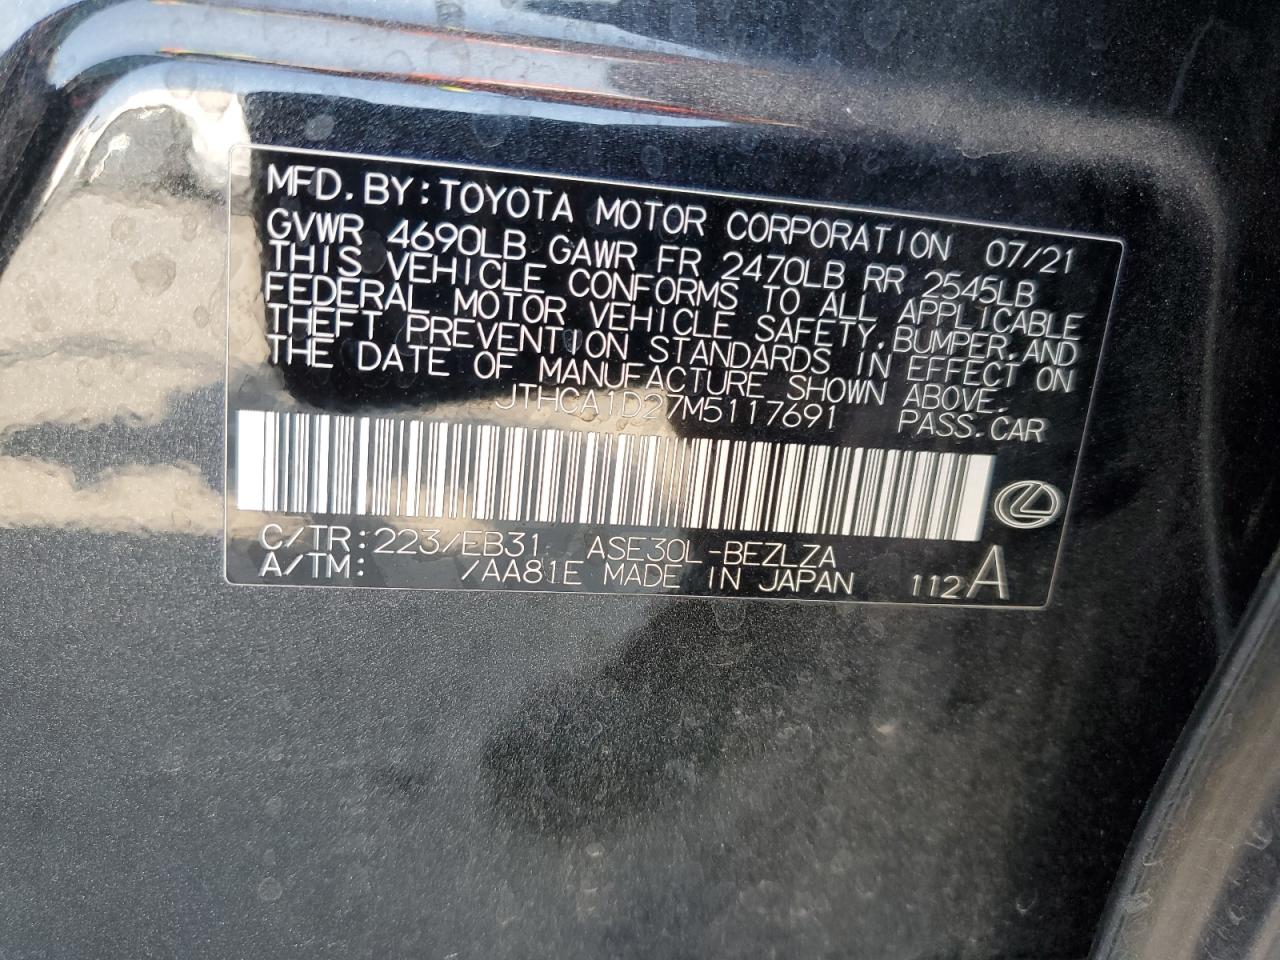 MFD. BY: TOYOTA MOTOR CORPORATION 07/21
GVWR 4690LB GAWR FR 2470LB RR 2545LB
THIS VEHICLE CONFORMS TO ALL APPLICABLE
FEDERAL MOTOR VEHICLE SAFETY, BUMPER, AND
THEFT PREVENTION STANDARDS IN EFFECT ON
THE DATE OF MANUFACTURE SHOWN ABOVE.
JTHCA1D27M5117691 PASS. CAR
C/TR: 223/EB31 ASE30L-BEZLZA
A/TM: /AA81E MADE IN JAPAN 112 A